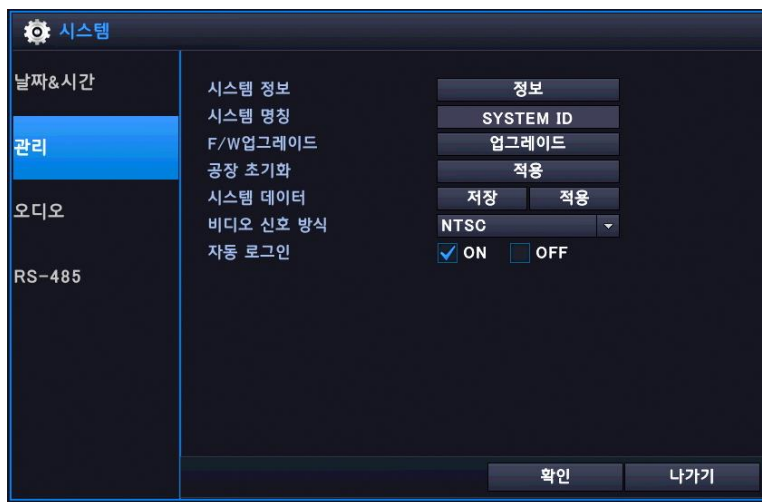 시스템
날짜&시간
관리
오디오
RS-485
시스템 정보 정보
시스템 명칭 SYSTEM ID
F/W업그레이드 업그레이드
공장 초기화 적용
시스템 데이터 저장 적용
비디오 신호 방식 NTSC
자동 로그인 ON OFF
확인 나가기